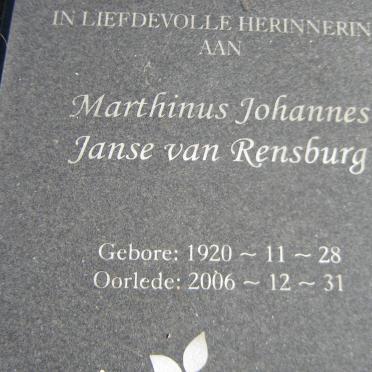 IN LIEFDEVOLLE HERINNERIN
AAN
Marthinus Johannes
Janse van Rensburg
Gebore: 1920 ~ 11 ~ 28
Oorlede: 2006 ~ 12 ~ 31